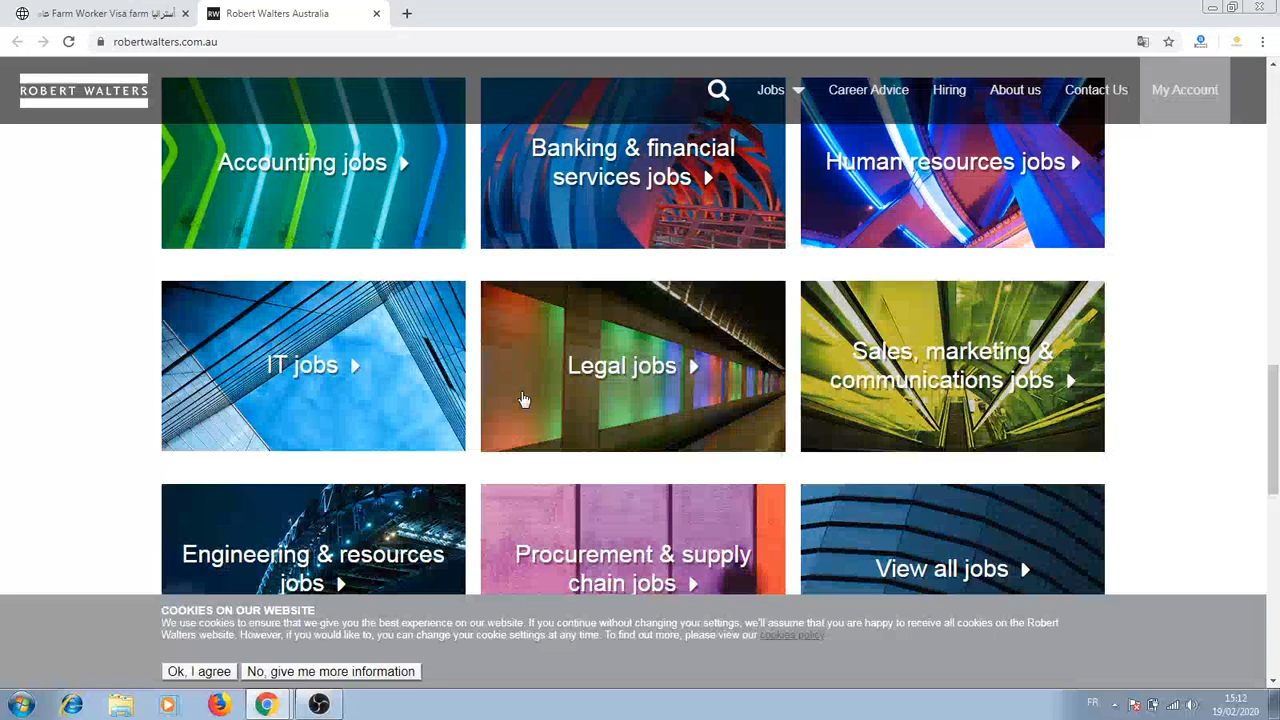 أستراليا Farm Worker Visa farm عام
Robert Walters Australia
robertwalters.com.au
ROBERT WALTERS
Jobs
Career Advice
Hiring
About us
Contact Us
My Account
Accounting jobs
Banking & financial
services jobs
Human resources jobs
IT jobs
Legal jobs
Sales, marketing &
communications jobs
Engineering & resources
jobs
Procurement & supply
chain jobs
View all jobs
COOKIES ON OUR WEBSITE
We use cookies to ensure that we give you the best experience on our website. If you continue without changing your settings, we'll assume that you are happy to receive all cookies on the Robert
Walters website. However, if you would like to, you can change your cookie settings at any time. To find out more, please view our cookies policy.
Ok, I agree
No, give me more information
FR
15:12
19/02/2020